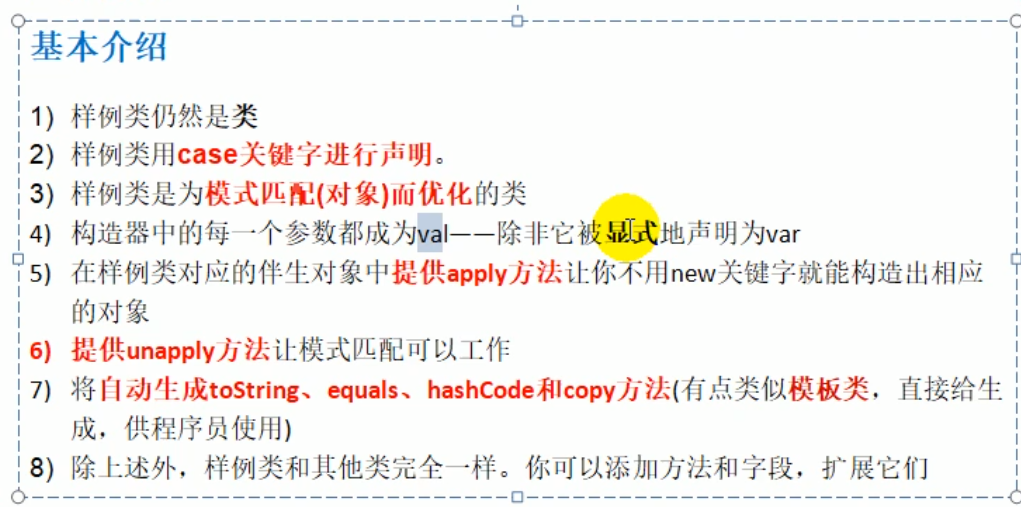 基本介绍
1) 样例类仍然是类
2) 样例类用case关键字进行声明。
3) 样例类是为模式匹配(对象)而优化的类
4) 构造器中的每一个参数都成为val——除非它被显式地声明为var
5) 在样例类对应的伴生对象中提供apply方法让你不用new关键字就能构造出相应
的对象
6) 提供unapply方法让模式匹配可以工作
7) 将自动生成toString、equals、hashCode和copy方法(有点类似模板类，直接给生
成，供程序员使用)
8) 除上述外，样例类和其他类完全一样。你可以添加方法和字段，扩展它们